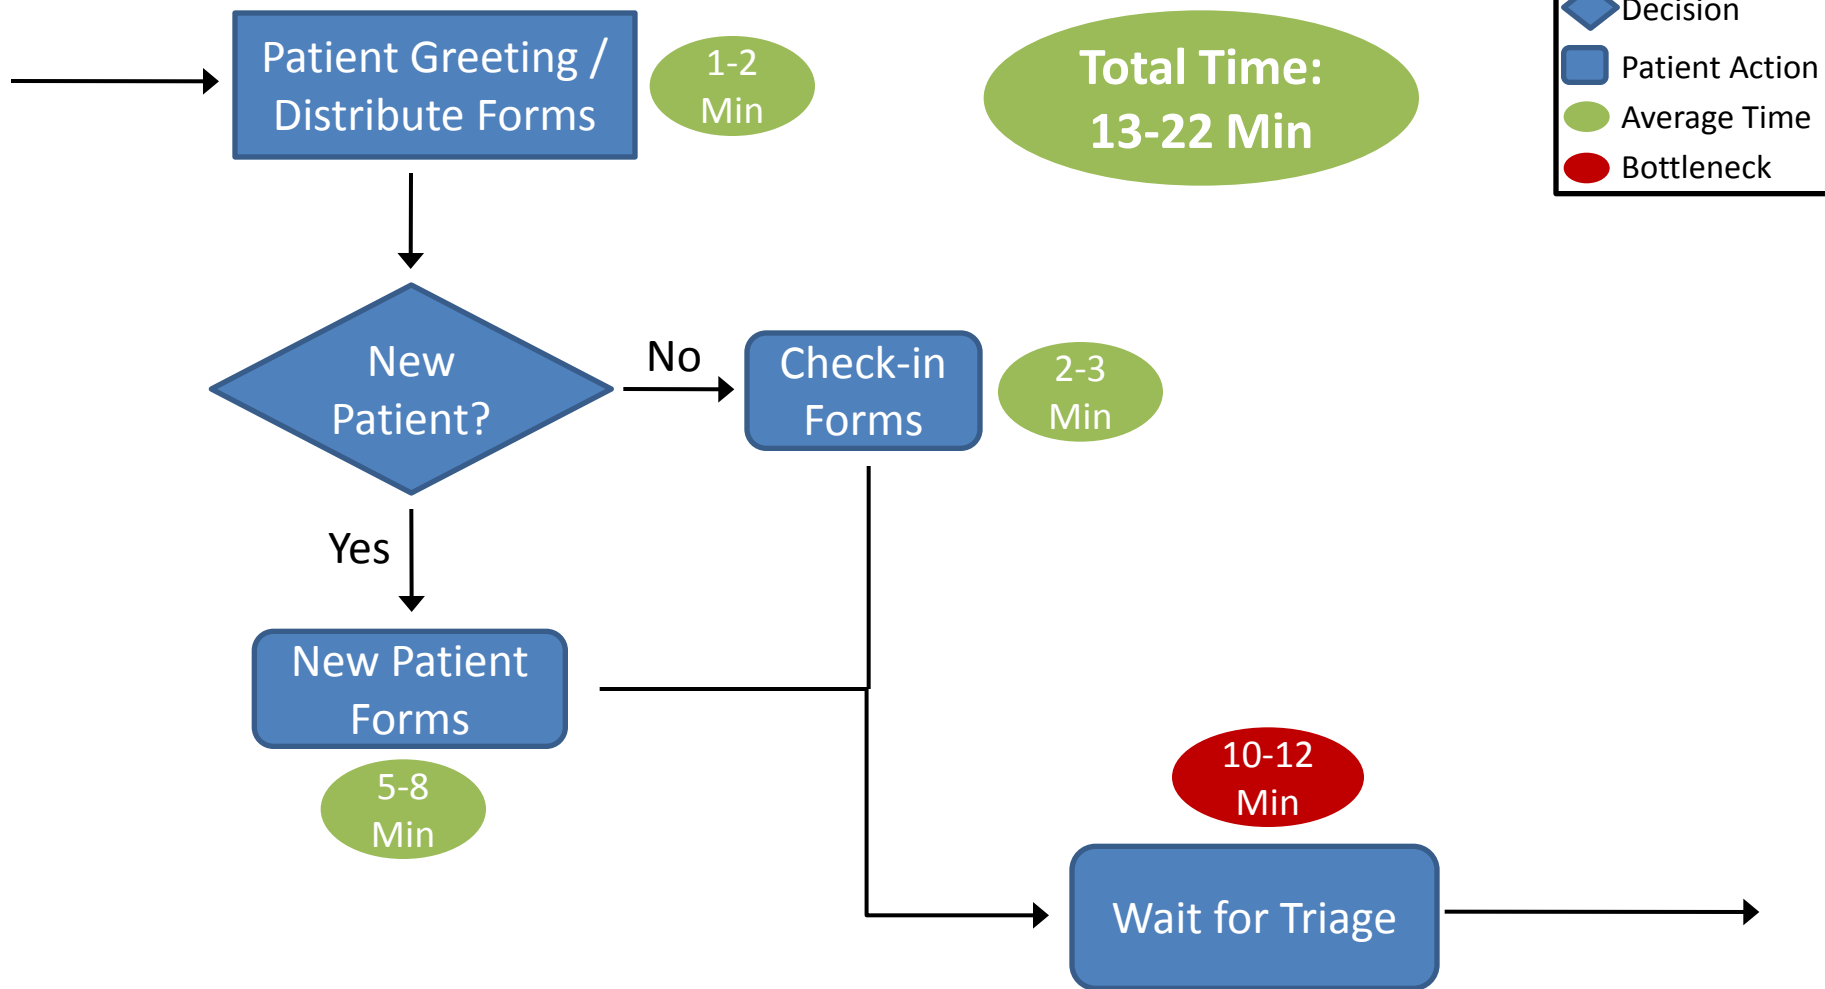 Patient Greeting /
Distribute Forms
1-2
Min
Total Time:
13-22 Min
Decision
Patient Action
Average Time
Bottleneck
New
Patient?
No
Check-in
Forms
2-3
Min
Yes
New Patient
Forms
5-8
Min
10-12
Min
Wait for Triage